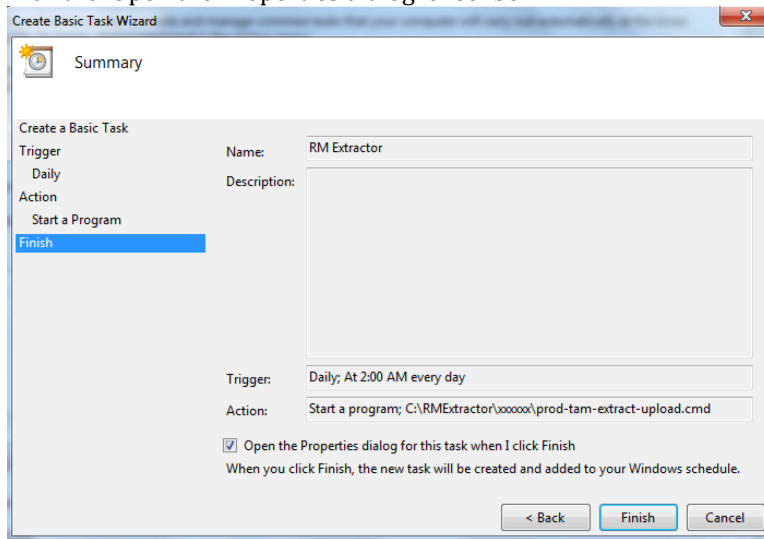 Create Basic Task Wizard
Summary
Create a Basic Task
Trigger
Daily
Action
Start a Program
Finish
Name:
RM Extractor
Description:
Trigger:
Daily; At 2:00 AM every day
Action:
Start a program; C:\RMExtractor\xxxxxx\prod-tam-extract-upload.cmd
Open the Properties dialog for this task when I click Finish
When you click Finish, the new task will be created and added to your Windows schedule.
< Back
Finish
Cancel